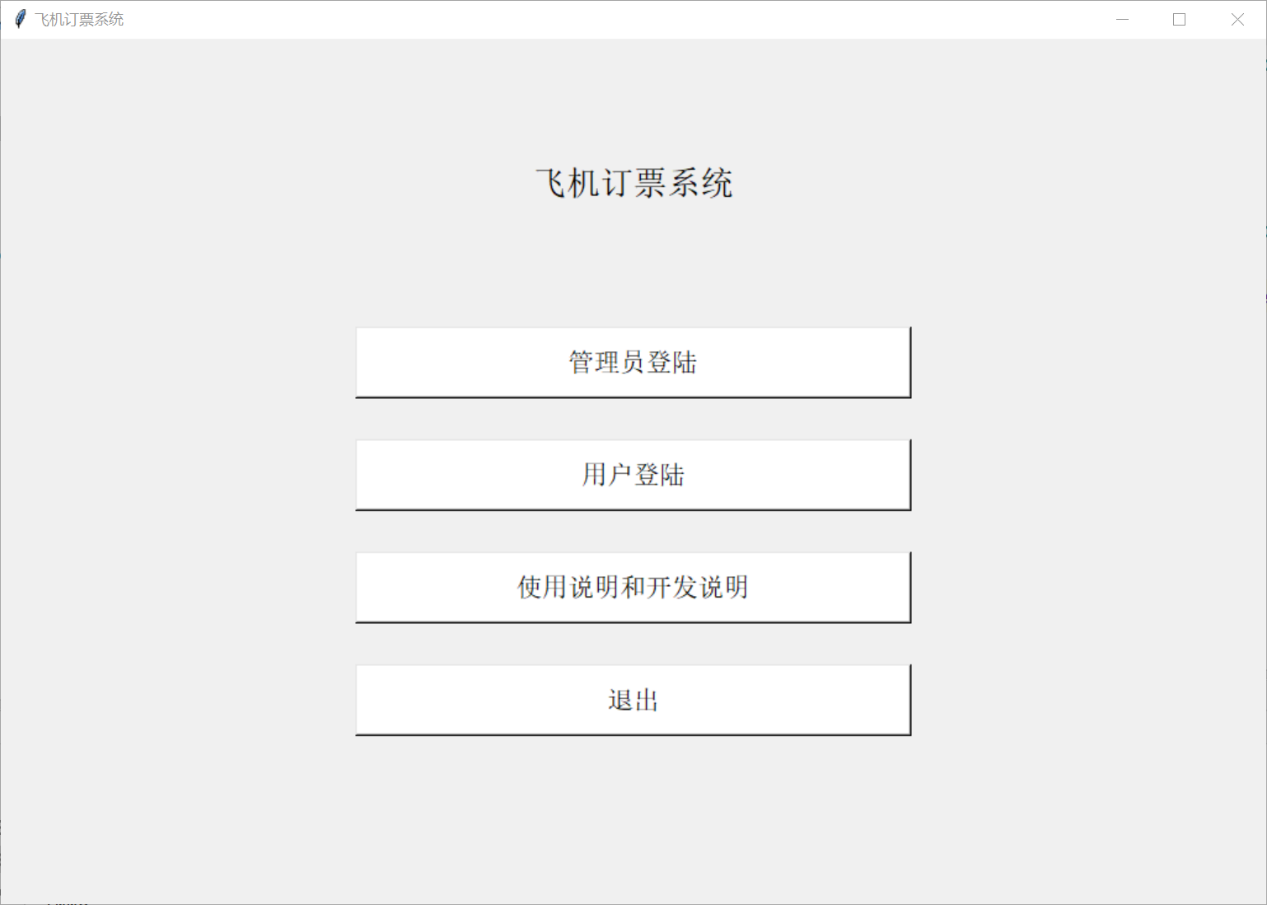 飞机订票系统
飞机订票系统
管理员登陆
用户登陆
使用说明和开发说明
退出